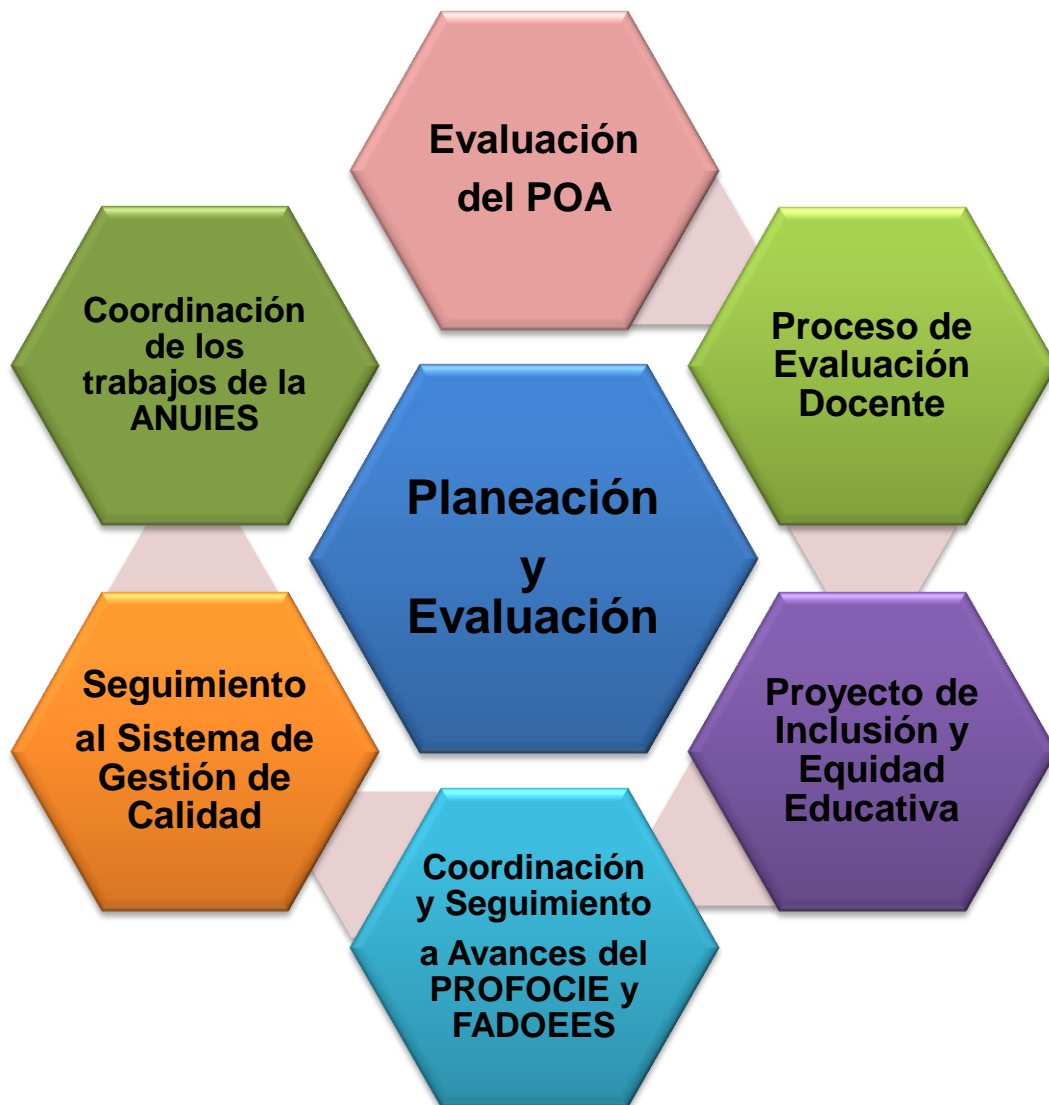 Evaluación
del POA
Proceso de
Evaluación
Docente
Proyecto de
Inclusión y
Equidad
Educativa
Coordinación
y Seguimiento
a Avances del
PROFOCIE y
FADOEES
Seguimiento
al Sistema de
Gestión de
Calidad
Coordinación
de los
trabajos de la
ANUIES
Planeación
y
Evaluación